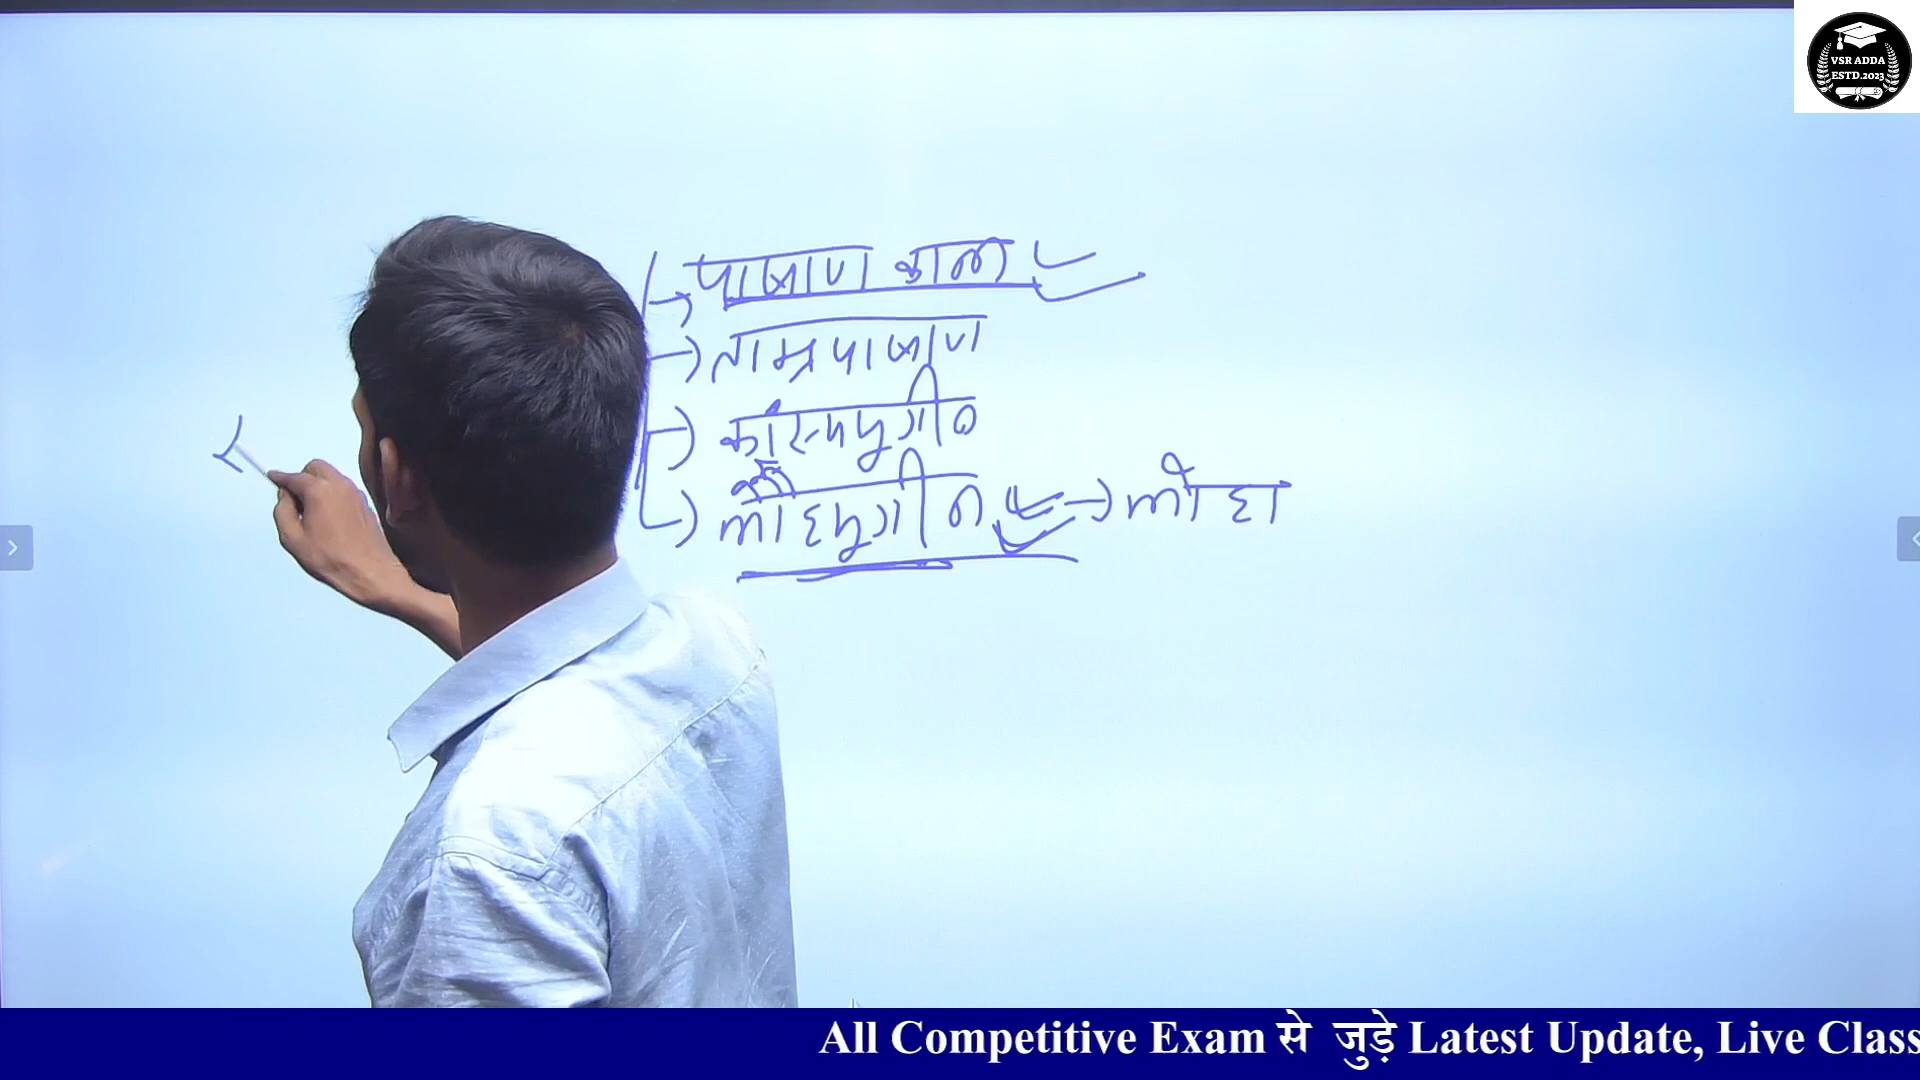 VSR ADDA
ESTD.2023
पाषाण काल
ताम्रपाषाण
कांस्ययुगीन
लौहयुगीन → लोहा
All Competitive Exam से जुड़े Latest Update, Live Class